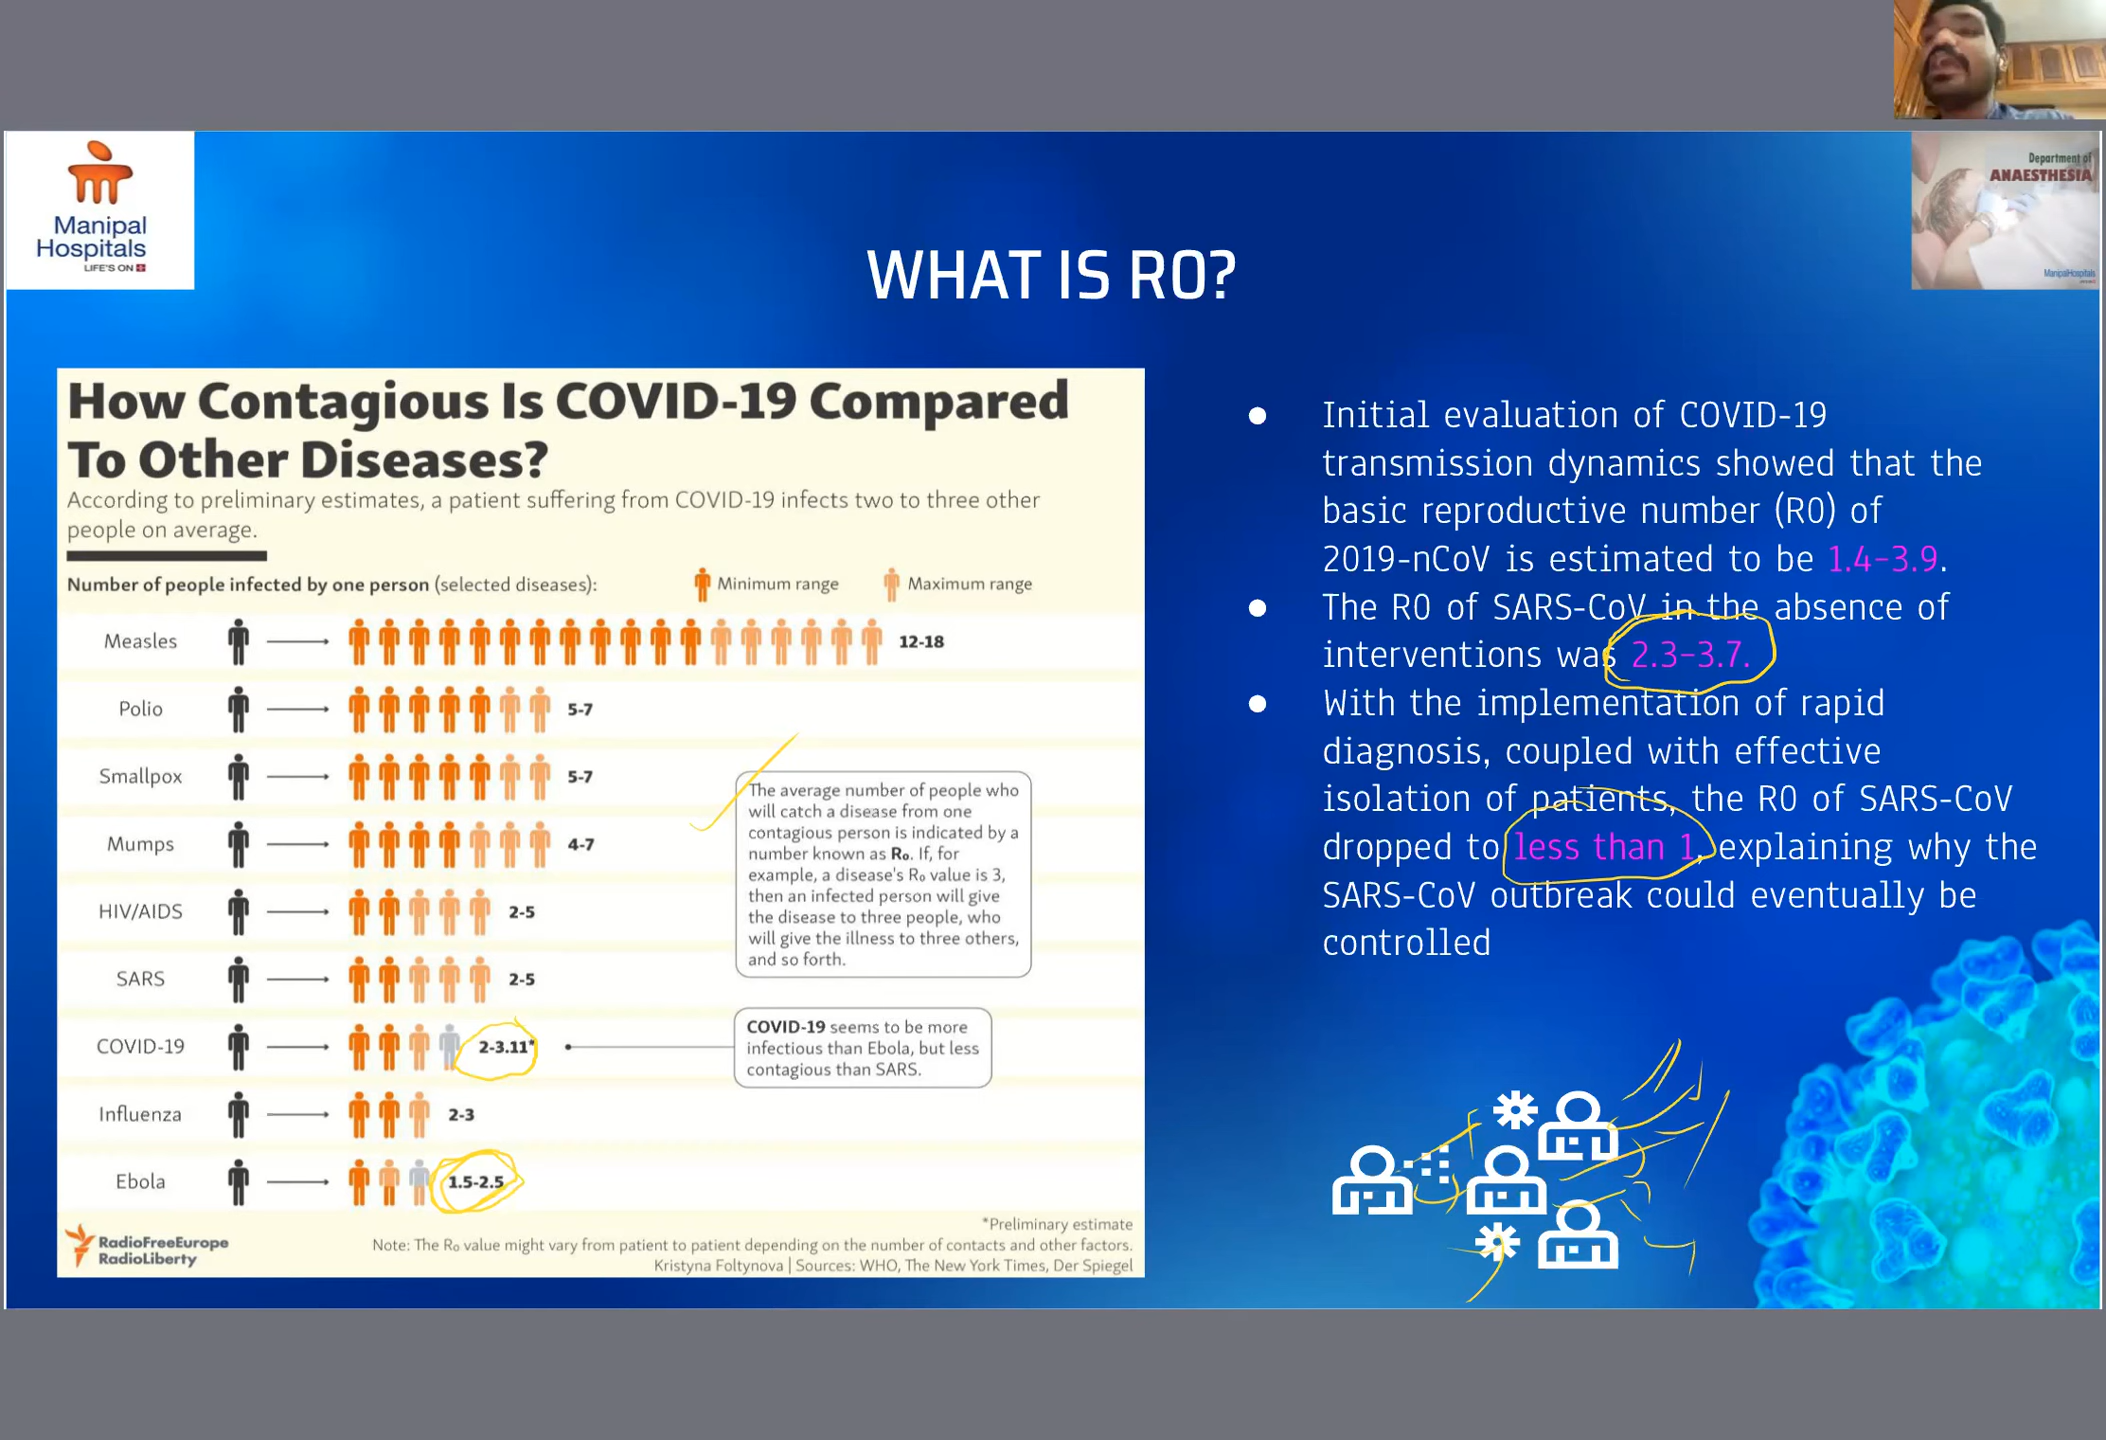 Manipal
Hospitals
LIFE'S ON
Department of
ANAESTHESIA
ManipalHospitals
WHAT IS R0?
How Contagious Is COVID-19 Compared
To Other Diseases?
According to preliminary estimates, a patient suffering from COVID-19 infects two to three other
people on average.
Number of people infected by one person (selected diseases):
Minimum range
Maximum range
Measles 12-18
Polio 5-7
Smallpox 5-7
Mumps 4-7
HIV/AIDS 2-5
SARS 2-5
COVID-19 2-3.11*
Influenza 2-3
Ebola 1.5-2.5
The average number of people who
will catch a disease from one
contagious person is indicated by a
number known as R₀. If, for
example, a disease's R₀ value is 3,
then an infected person will give
the disease to three people, who
will give the illness to three others,
and so forth.
COVID-19 seems to be more
infectious than Ebola, but less
contagious than SARS.
*Preliminary estimate
Note: The R₀ value might vary from patient to patient depending on the number of contacts and other factors.
Kristyna Foltynova | Sources: WHO, The New York Times, Der Spiegel
RadioFreeEurope
RadioLiberty
● Initial evaluation of COVID-19
transmission dynamics showed that the
basic reproductive number (R0) of
2019-nCoV is estimated to be 1.4–3.9.
● The R0 of SARS-CoV in the absence of
interventions was 2.3–3.7.
● With the implementation of rapid
diagnosis, coupled with effective
isolation of patients, the R0 of SARS-CoV
dropped to less than 1, explaining why the
SARS-CoV outbreak could eventually be
controlled